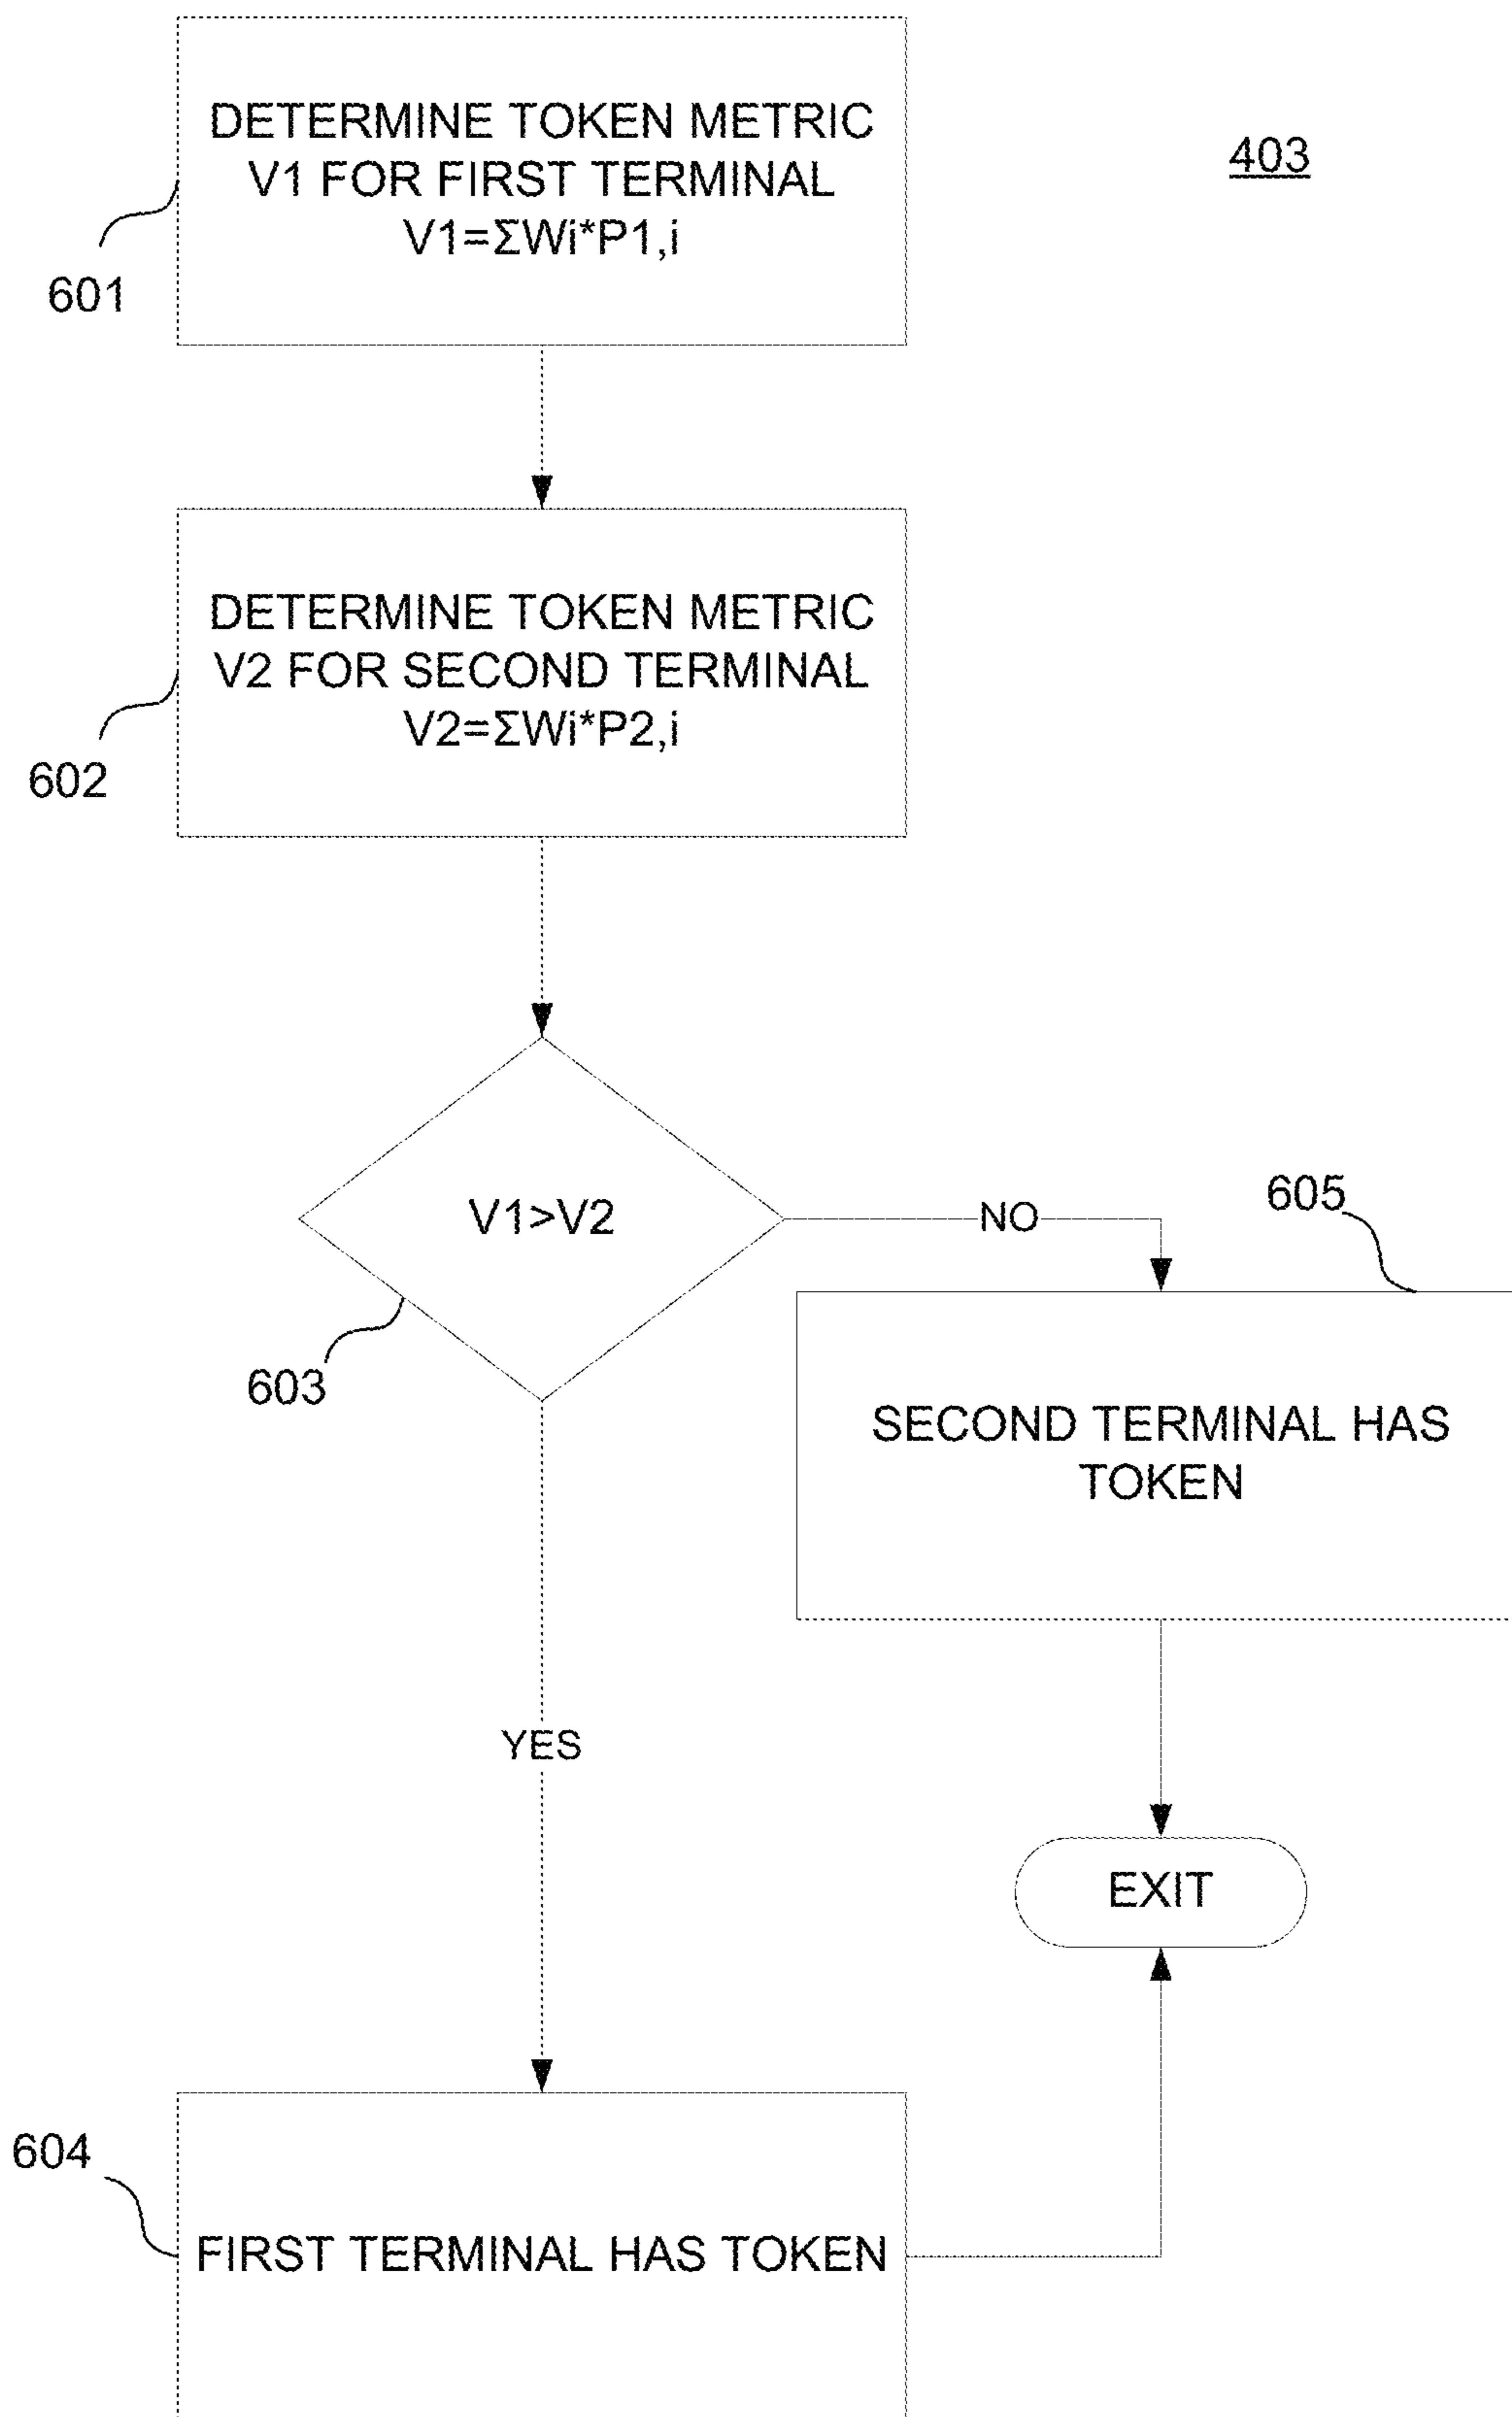 DETERMINE TOKEN METRIC
V1 FOR FIRST TERMINAL
V1=ΣWi*P1,i
403
601
DETERMINE TOKEN METRIC
V2 FOR SECOND TERMINAL
V2=ΣWi*P2,i
602
V1>V2
NO
605
603
SECOND TERMINAL HAS
TOKEN
YES
EXIT
604
FIRST TERMINAL HAS TOKEN